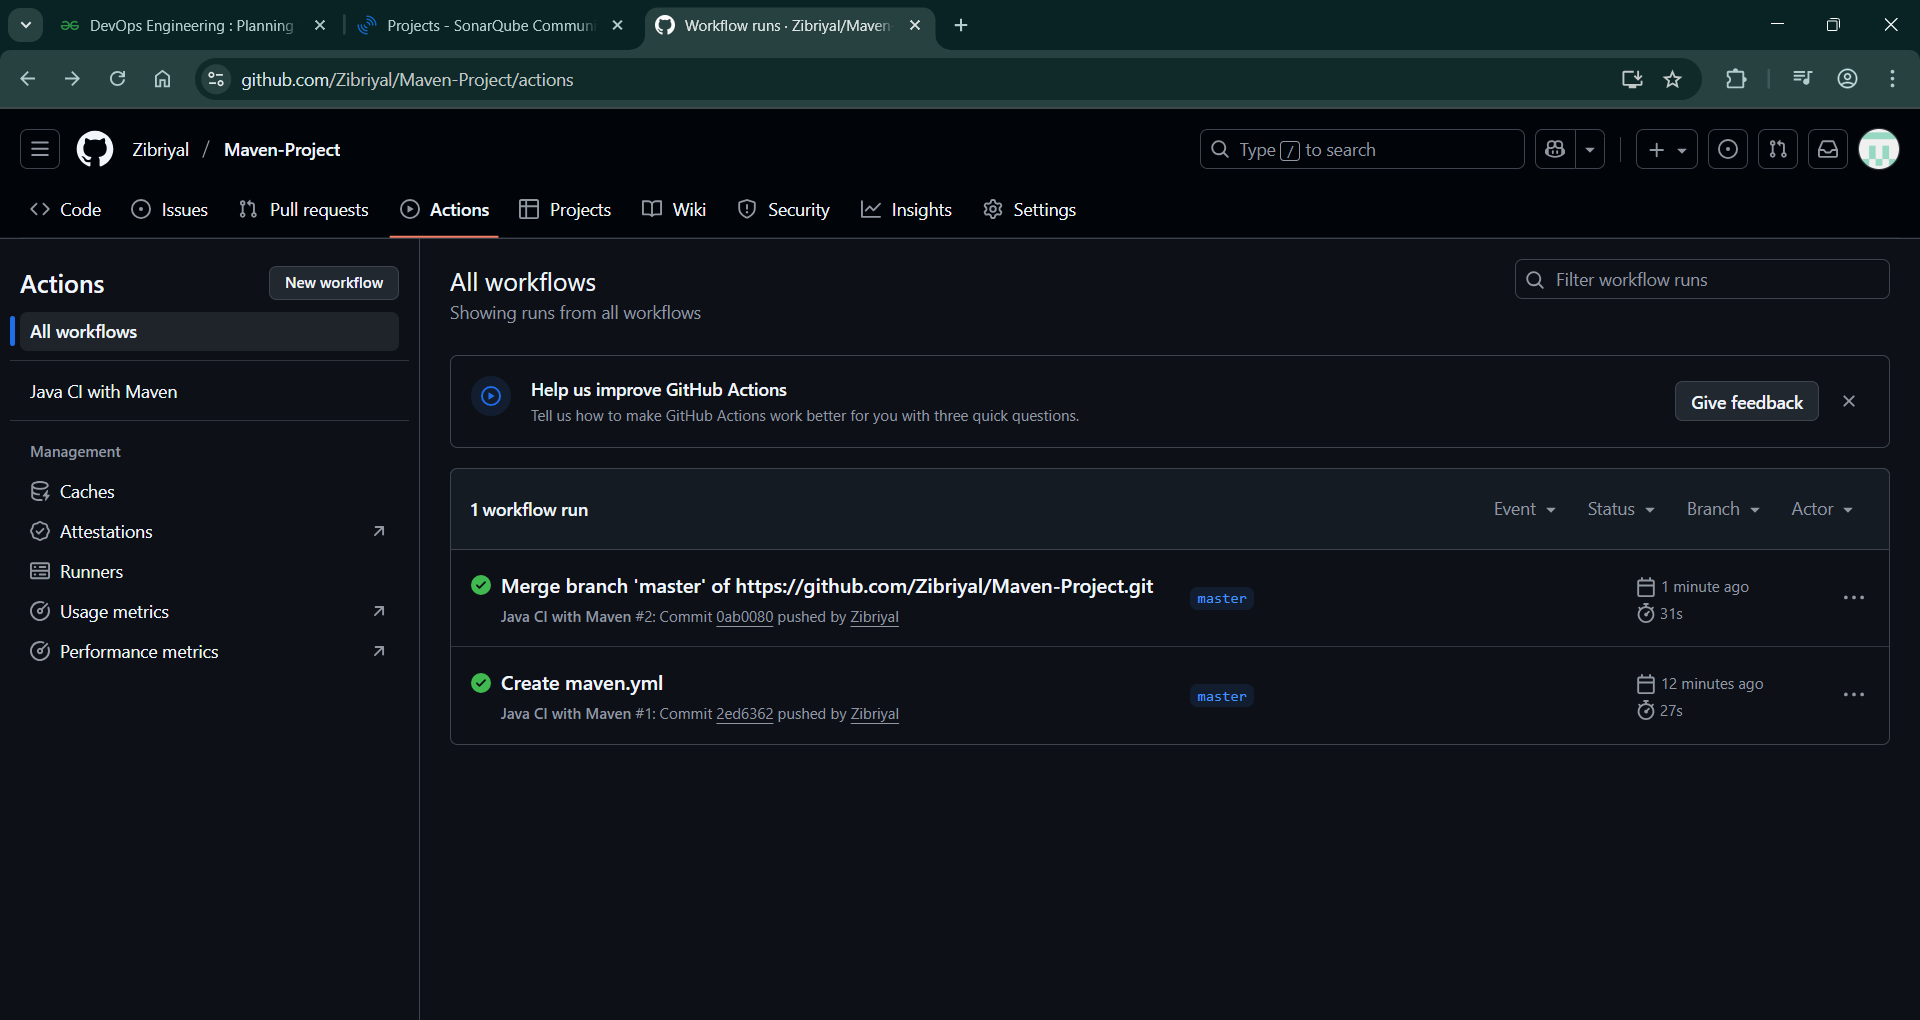 DevOps Engineering : Planning
Projects - SonarQube Communi
Workflow runs · Zibriyal/Maven-
github.com/Zibriyal/Maven-Project/actions
Zibriyal / Maven-Project
Type / to search
Code
Issues
Pull requests
Actions
Projects
Wiki
Security
Insights
Settings
Actions
New workflow
All workflows
Java CI with Maven
Management
Caches
Attestations
Runners
Usage metrics
Performance metrics
All workflows
Showing runs from all workflows
Filter workflow runs
Help us improve GitHub Actions
Tell us how to make GitHub Actions work better for you with three quick questions.
Give feedback
1 workflow run
Event
Status
Branch
Actor
Merge branch 'master' of https://github.com/Zibriyal/Maven-Project.git
Java CI with Maven #2: Commit 0ab0080 pushed by Zibriyal
master
1 minute ago
31s
Create maven.yml
Java CI with Maven #1: Commit 2ed6362 pushed by Zibriyal
master
12 minutes ago
27s